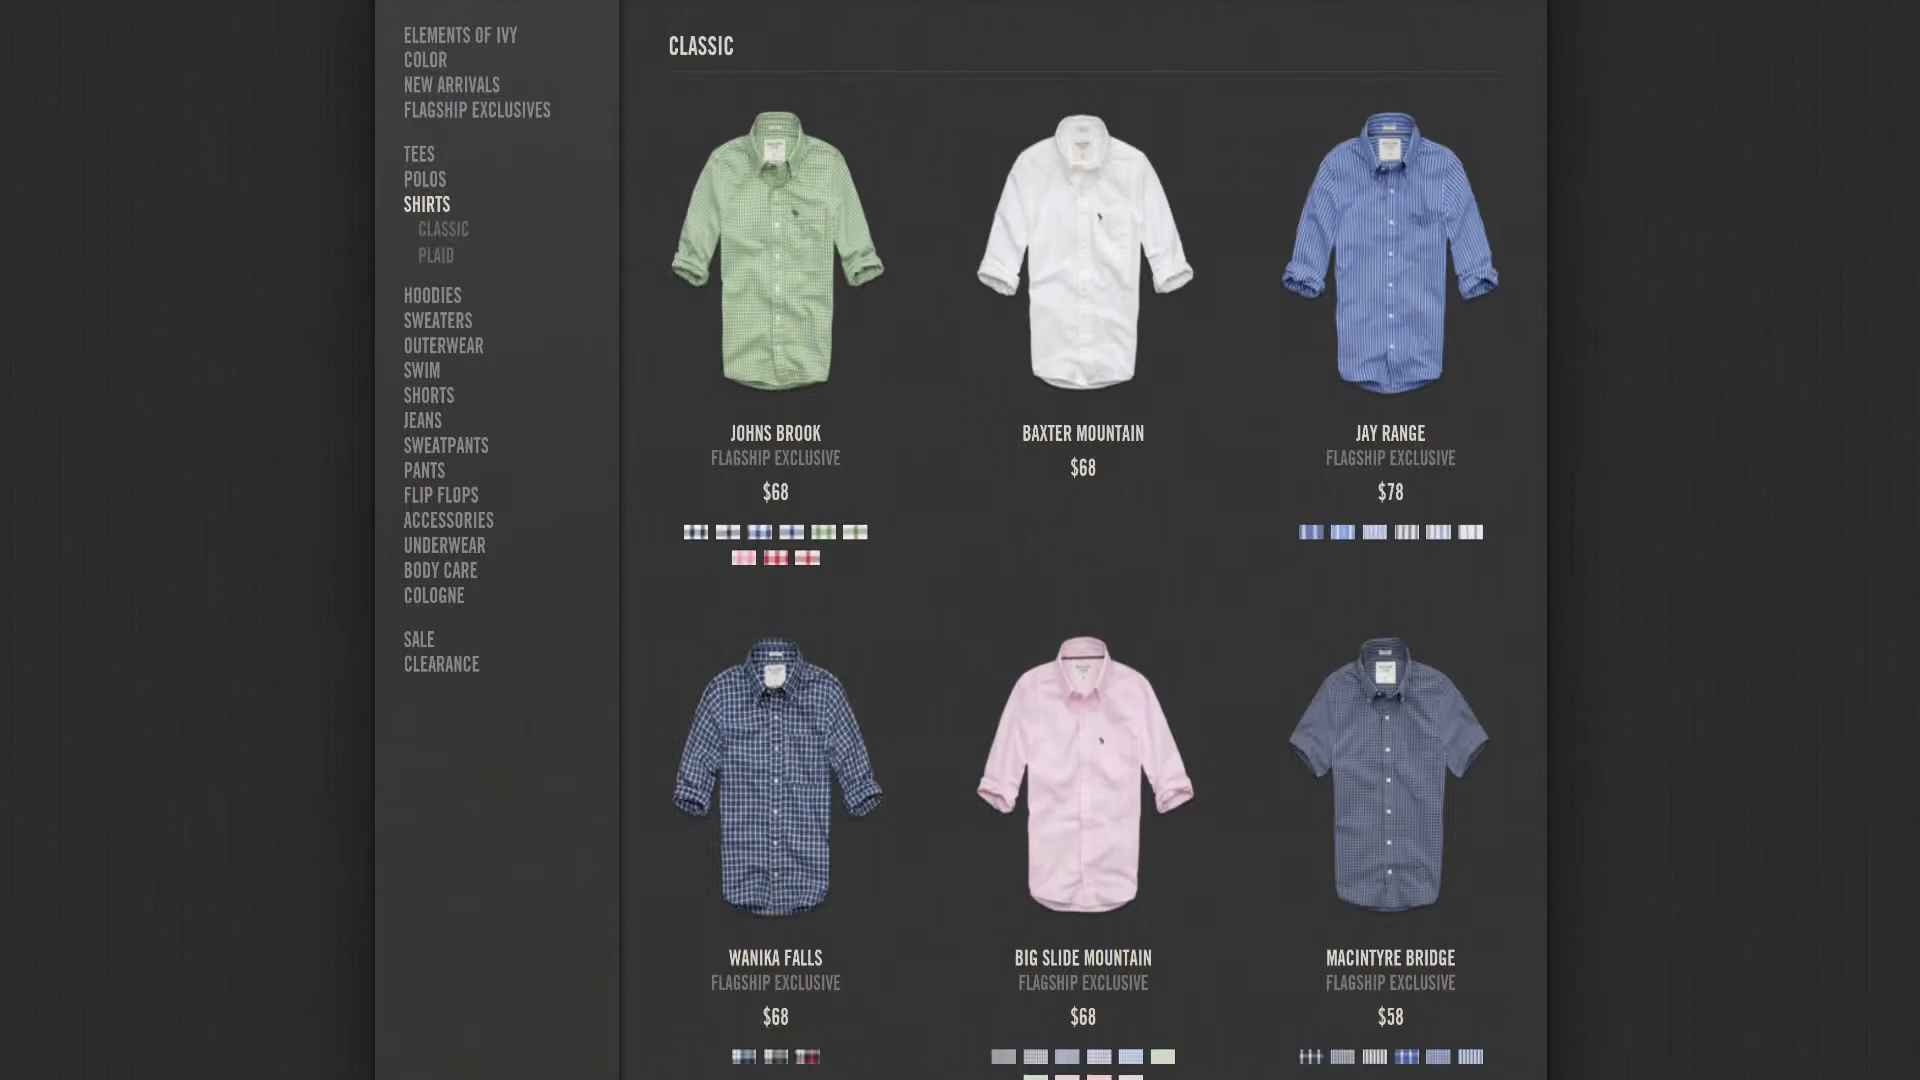 ELEMENTS OF IVY
COLOR
NEW ARRIVALS
FLAGSHIP EXCLUSIVES
TEES
POLOS
SHIRTS
CLASSIC
PLAID
HOODIES
SWEATERS
OUTERWEAR
SWIM
SHORTS
JEANS
SWEATPANTS
PANTS
FLIP FLOPS
ACCESSORIES
UNDERWEAR
BODY CARE
COLOGNE
SALE
CLEARANCE
CLASSIC
JOHNS BROOK
FLAGSHIP EXCLUSIVE
$68
BAXTER MOUNTAIN
$68
JAY RANGE
FLAGSHIP EXCLUSIVE
$78
WANIKA FALLS
FLAGSHIP EXCLUSIVE
$68
BIG SLIDE MOUNTAIN
FLAGSHIP EXCLUSIVE
$68
MACINTYRE BRIDGE
FLAGSHIP EXCLUSIVE
$58